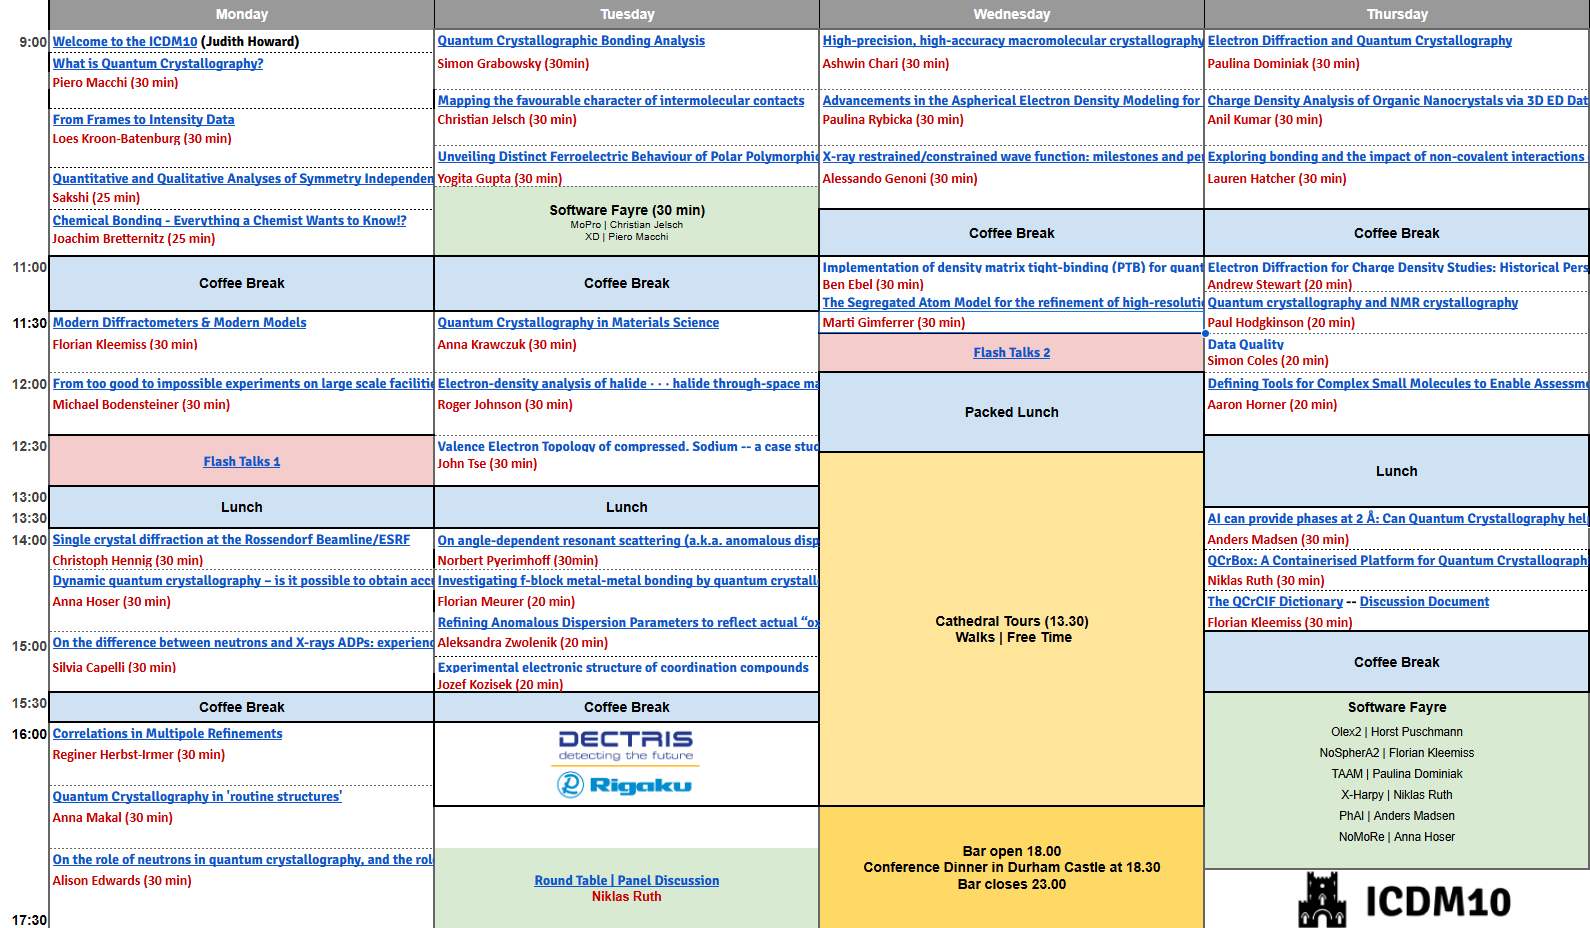 Monday
Tuesday
Wednesday
Thursday
9:00
11:00
11:30
12:00
12:30
13:00
13:30
14:00
15:00
15:30
16:00
17:30
Welcome to the ICDM10 (Judith Howard)
What is Quantum Crystallography?
Piero Macchi (30 min)
From Frames to Intensity Data
Loes Kroon-Batenburg (30 min)
Quantitative and Qualitative Analyses of Symmetry Independen
Sakshi (25 min)
Chemical Bonding - Everything a Chemist Wants to Know!?
Joachim Bretternitz (25 min)
Coffee Break
Modern Diffractometers & Modern Models
Florian Kleemiss (30 min)
From too good to impossible experiments on large scale facilitie
Michael Bodensteiner (30 min)
Flash Talks 1
Lunch
Single crystal diffraction at the Rossendorf Beamline/ESRF
Christoph Hennig (30 min)
Dynamic quantum crystallography – is it possible to obtain accu
Anna Hoser (30 min)
On the difference between neutrons and X-rays ADPs: experienc
Silvia Capelli (30 min)
Coffee Break
Correlations in Multipole Refinements
Reginer Herbst-Irmer (30 min)
Quantum Crystallography in 'routine structures'
Anna Makal (30 min)
On the role of neutrons in quantum crystallography, and the rol
Alison Edwards (30 min)
Quantum Crystallographic Bonding Analysis
Simon Grabowsky (30min)
Mapping the favourable character of intermolecular contacts
Christian Jelsch (30 min)
Unveiling Distinct Ferroelectric Behaviour of Polar Polymorphic
Yogita Gupta (30 min)
Software Fayre (30 min)
MoPro | Christian Jelsch
XD | Piero Macchi
Coffee Break
Quantum Crystallography in Materials Science
Anna Krawczuk (30 min)
Electron-density analysis of halide · · · halide through-space ma
Roger Johnson (30 min)
Valence Electron Topology of compressed. Sodium -- a case stud
John Tse (30 min)
Lunch
On angle-dependent resonant scattering (a.k.a. anomalous disp
Norbert Pyerimhoff (30min)
Investigating f-block metal-metal bonding by quantum crystall
Florian Meurer (20 min)
Refining Anomalous Dispersion Parameters to reflect actual “ox
Aleksandra Zwolenik (20 min)
Experimental electronic structure of coordination compounds
Jozef Kozisek (20 min)
Coffee Break
DECTRIS
detecting the future
Rigaku
Round Table | Panel Discussion
Niklas Ruth
High-precision, high-accuracy macromolecular crystallography
Ashwin Chari (30 min)
Advancements in the Aspherical Electron Density Modeling for
Paulina Rybicka (30 min)
X-ray restrained/constrained wave function: milestones and per
Alessando Genoni (30 min)
Coffee Break
Implementation of density matrix tight-binding (PTB) for quant
Ben Ebel (30 min)
The Segregated Atom Model for the refinement of high-resolutio
Marti Gimferrer (30 min)
Flash Talks 2
Packed Lunch
Cathedral Tours (13.30)
Walks | Free Time
Bar open 18.00
Conference Dinner in Durham Castle at 18.30
Bar closes 23.00
Electron Diffraction and Quantum Crystallography
Paulina Dominiak (30 min)
Charge Density Analysis of Organic Nanocrystals via 3D ED Dat
Anil Kumar (30 min)
Exploring bonding and the impact of non-covalent interactions
Lauren Hatcher (30 min)
Coffee Break
Electron Diffraction for Charge Density Studies: Historical Pers
Andrew Stewart (20 min)
Quantum crystallography and NMR crystallography
Paul Hodgkinson (20 min)
Data Quality
Simon Coles (20 min)
Defining Tools for Complex Small Molecules to Enable Assessme
Aaron Horner (20 min)
Lunch
AI can provide phases at 2 Å: Can Quantum Crystallography hel
Anders Madsen (30 min)
QCrBox: A Containerised Platform for Quantum Crystallograph
Niklas Ruth (30 min)
The QCrCIF Dictionary -- Discussion Document
Florian Kleemiss (30 min)
Coffee Break
Software Fayre
Olex2 | Horst Puschmann
NoSpherA2 | Florian Kleemiss
TAAM | Paulina Dominiak
X-Harpy | Niklas Ruth
PhAI | Anders Madsen
NoMoRe | Anna Hoser
ICDM10